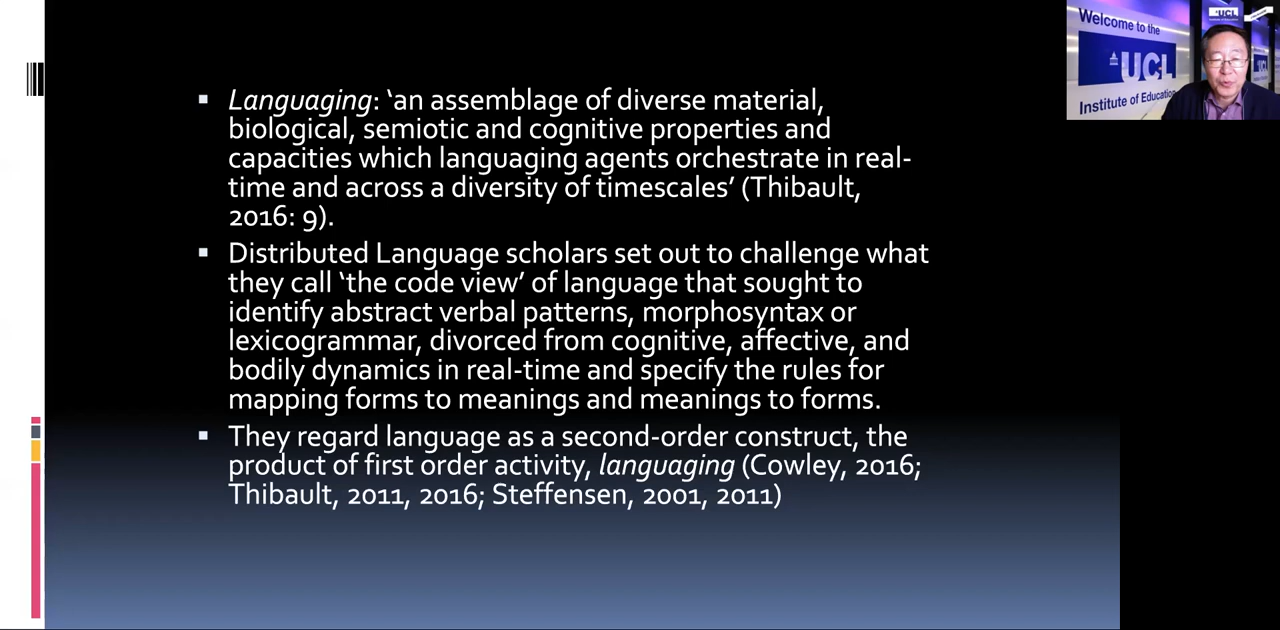 Languaging: ‘an assemblage of diverse material,
biological, semiotic and cognitive properties and
capacities which languaging agents orchestrate in real-
time and across a diversity of timescales’ (Thibault,
2016: 9).
Distributed Language scholars set out to challenge what
they call ‘the code view’ of language that sought to
identify abstract verbal patterns, morphosyntax or
lexicogrammar, divorced from cognitive, affective, and
bodily dynamics in real-time and specify the rules for
mapping forms to meanings and meanings to forms.
They regard language as a second-order construct, the
product of first order activity, languaging (Cowley, 2016;
Thibault, 2011, 2016; Steffensen, 2001, 2011)
Welcome to the
UCL
Institute of Education
UCL
UCL